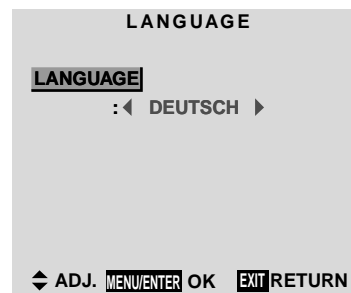 LANGUAGE
LANGUAGE
: ◀ DEUTSCH ▶
ADJ. MENU/ENTER OK EXIT RETURN